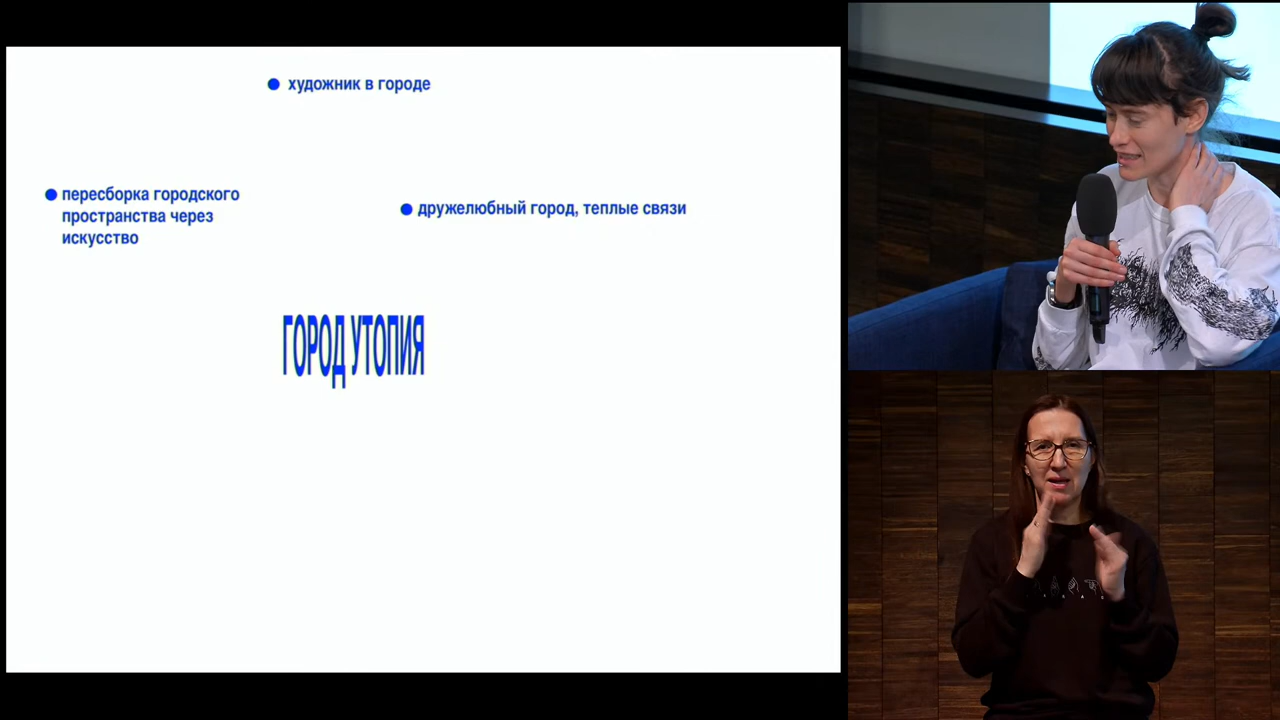 художник в городе
пересборка городского
пространства через
искусство
дружелюбный город, теплые связи
ГОРОД УТОПИЯ